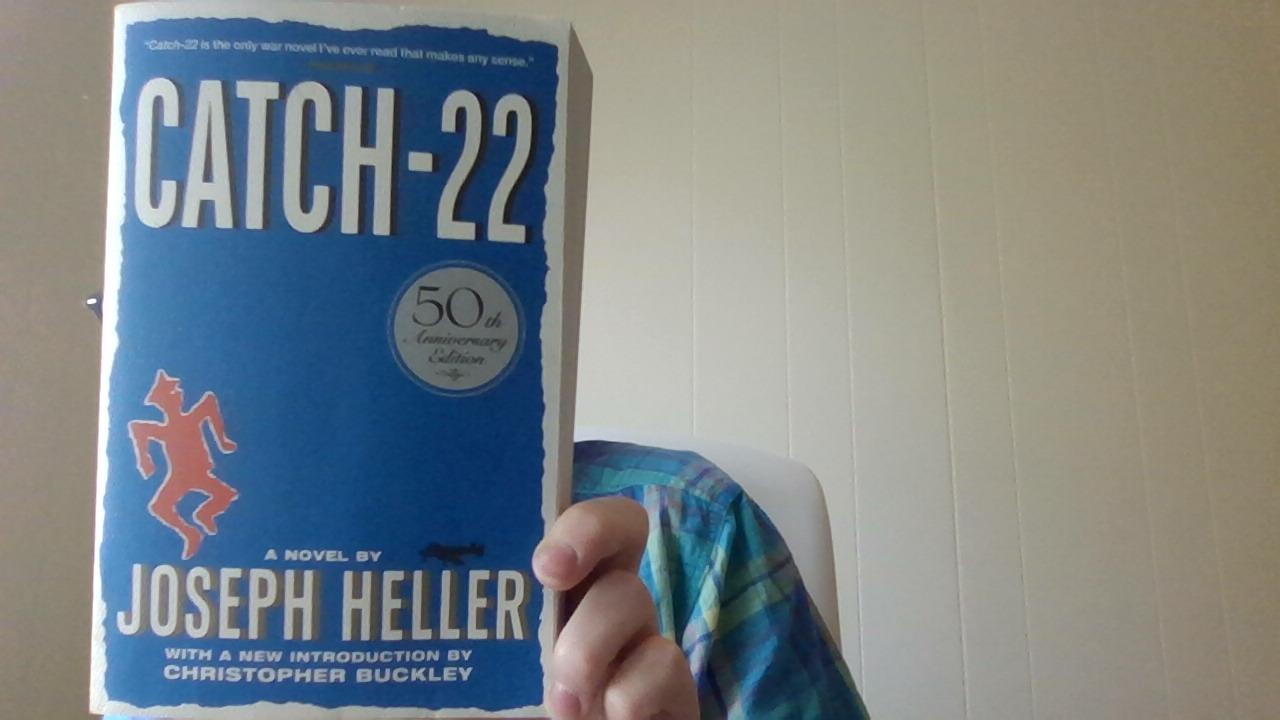 "Catch-22 is the only war novel I've ever read that makes any sense."
CATCH-22
50th
Anniversary
Edition
A NOVEL BY
JOSEPH HELLER
WITH A NEW INTRODUCTION BY
CHRISTOPHER BUCKLEY